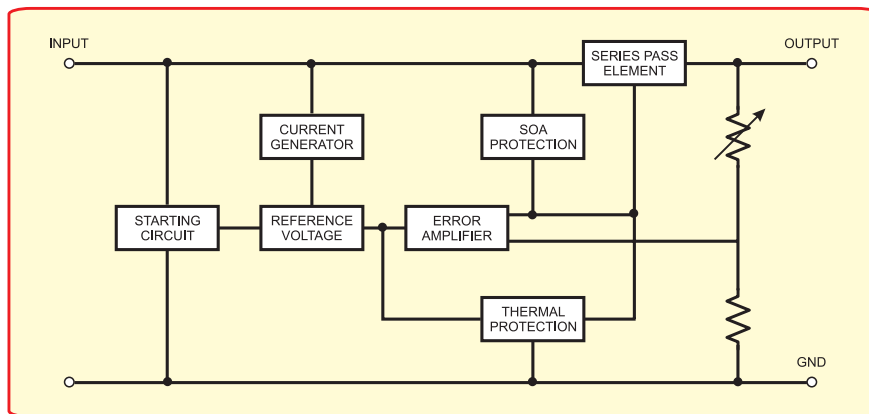 INPUT
SERIES PASS
ELEMENT
OUTPUT
CURRENT
GENERATOR
SOA
PROTECTION
STARTING
CIRCUIT
REFERENCE
VOLTAGE
ERROR
AMPLIFIER
THERMAL
PROTECTION
GND